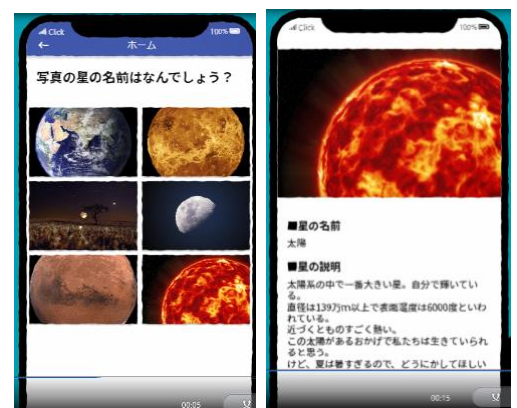 Click
100%
←
ホーム
写真の星の名前はなんでしょう？
00:05
Click
100%
■星の名前
太陽
■星の説明
太陽系の中で一番大きい星。自分で輝いてい
る。
直径は139万jm以上で表面温度は6000度といわ
れている。
近づくとものすごく熱い。
この太陽があるおかげで私たちは生きていられ
ると思う。
けど、夏は暑すぎるので、どうにかしてほしい
00:15